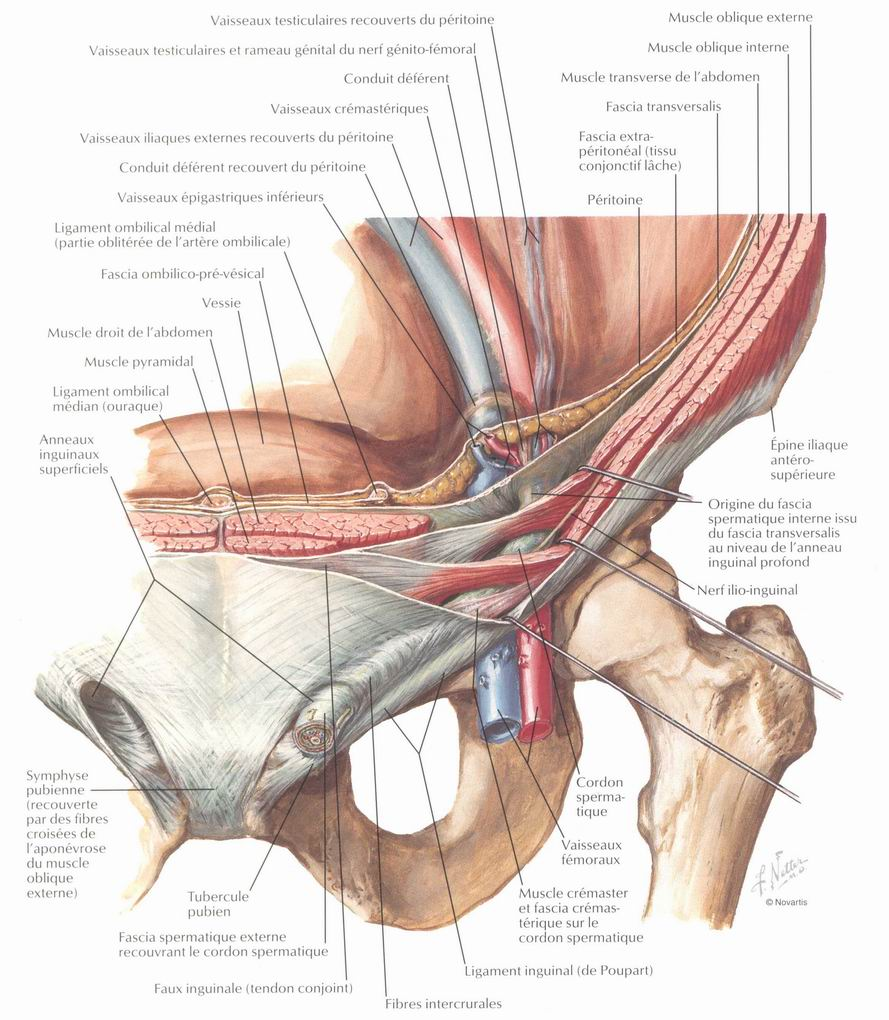 Vaisseaux testiculaires recouverts du péritoine
Vaisseaux testiculaires et rameau génital du nerf génito-fémoral
Conduit déférent
Vaisseaux crémastériques
Vaisseaux iliaques externes recouverts du péritoine
Conduit déférent recouvert du péritoine
Vaisseaux épigastriques inférieurs
Ligament ombilical médial
(partie oblitérée de l'artère ombilicale)
Fascia ombilico-pré-vésical
Vessie
Muscle droit de l'abdomen
Muscle pyramidal
Ligament ombilical
médian (ouraque)
Anneaux
inguinaux
superficiels
Muscle oblique externe
Muscle oblique interne
Muscle transverse de l'abdomen
Fascia transversalis
Fascia extra-
péritonéal (tissu
conjonctif lâche)
Péritoine
Épine iliaque
antéro-
supérieure
Origine du fascia
spermatique interne issu
du fascia transversalis
au niveau de l'anneau
inguinal profond
Nerf ilio-inguinal
Symphyse
pubienne
(recouverte
par des fibres
croisées de
l'aponévrose
du muscle
oblique
externe)
Tubercule
pubien
Fascia spermatique externe
recouvrant le cordon spermatique
Faux inguinale (tendon conjoint)
Fibres intercrurales
Ligament inguinal (de Poupart)
Muscle crémaster
et fascia crémas-
térique sur le
cordon spermatique
Vaisseaux
fémoraux
Cordon
sperma-
tique
F. Netter
M.D.
© Novartis